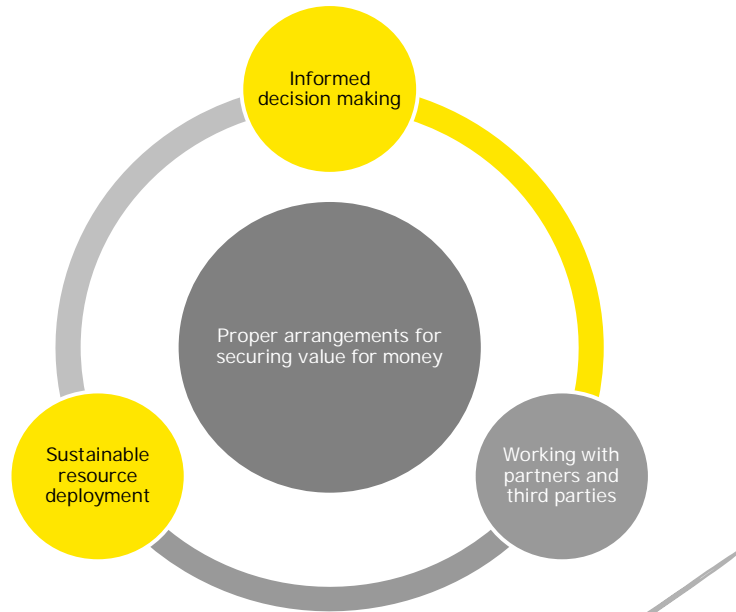 Informed
decision making
Proper arrangements for
securing value for money
Sustainable
resource
deployment
Working with
partners and
third parties